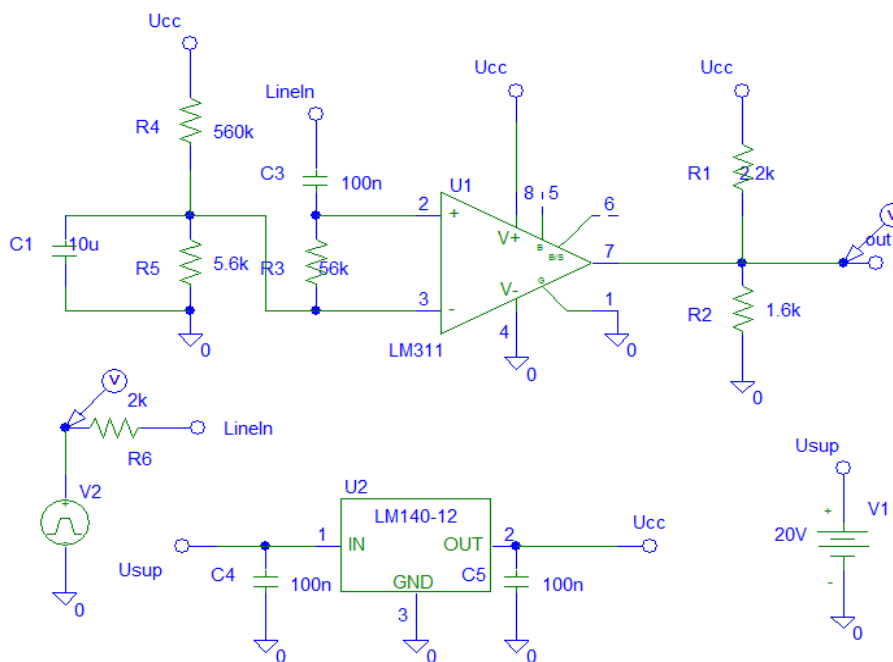 Ucc
R4
560k
C1
10u
R5
5.6k
0
LineIn
C3
100n
R3
56k
U1
2
+
3
-
LM311
Ucc
8
5
6
V+
B
B/S
7
V-
G
4
1
0
0
Ucc
R1
2.2k
V
out
R2
1.6k
0
V
2k
R6
LineIn
V2
+
-
0
U2
LM140-12
1
IN
OUT
2
GND
3
Usup
C4
100n
0
0
C5
100n
0
Ucc
Usup
+
V1
20V
-
0